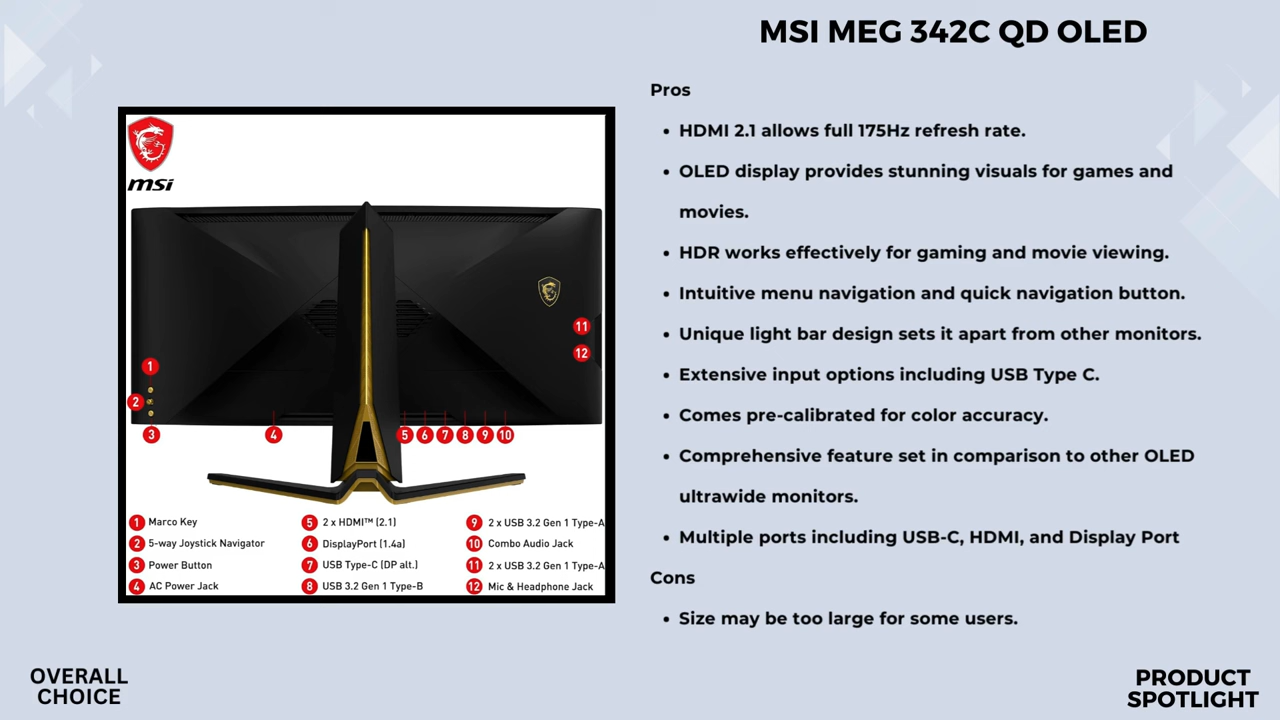 MSI MEG 342C QD OLED
Pros
• HDMI 2.1 allows full 175Hz refresh rate.
• OLED display provides stunning visuals for games and
movies.
• HDR works effectively for gaming and movie viewing.
• Intuitive menu navigation and quick navigation button.
• Unique light bar design sets it apart from other monitors.
• Extensive input options including USB Type C.
• Comes pre-calibrated for color accuracy.
• Comprehensive feature set in comparison to other OLED
ultrawide monitors.
• Multiple ports including USB-C, HDMI, and Display Port
Cons
• Size may be too large for some users.
msi
11
12
1
2
3
4
5 6 7 8 9 10
1 Marco Key
2 5-way Joystick Navigator
3 Power Button
4 AC Power Jack
5 2 x HDMI™ (2.1)
6 DisplayPort (1.4a)
7 USB Type-C (DP alt.)
8 USB 3.2 Gen 1 Type-B
9 2 x USB 3.2 Gen 1 Type-A
10 Combo Audio Jack
11 2 x USB 3.2 Gen 1 Type-A
12 Mic & Headphone Jack
OVERALL
CHOICE
PRODUCT
SPOTLIGHT